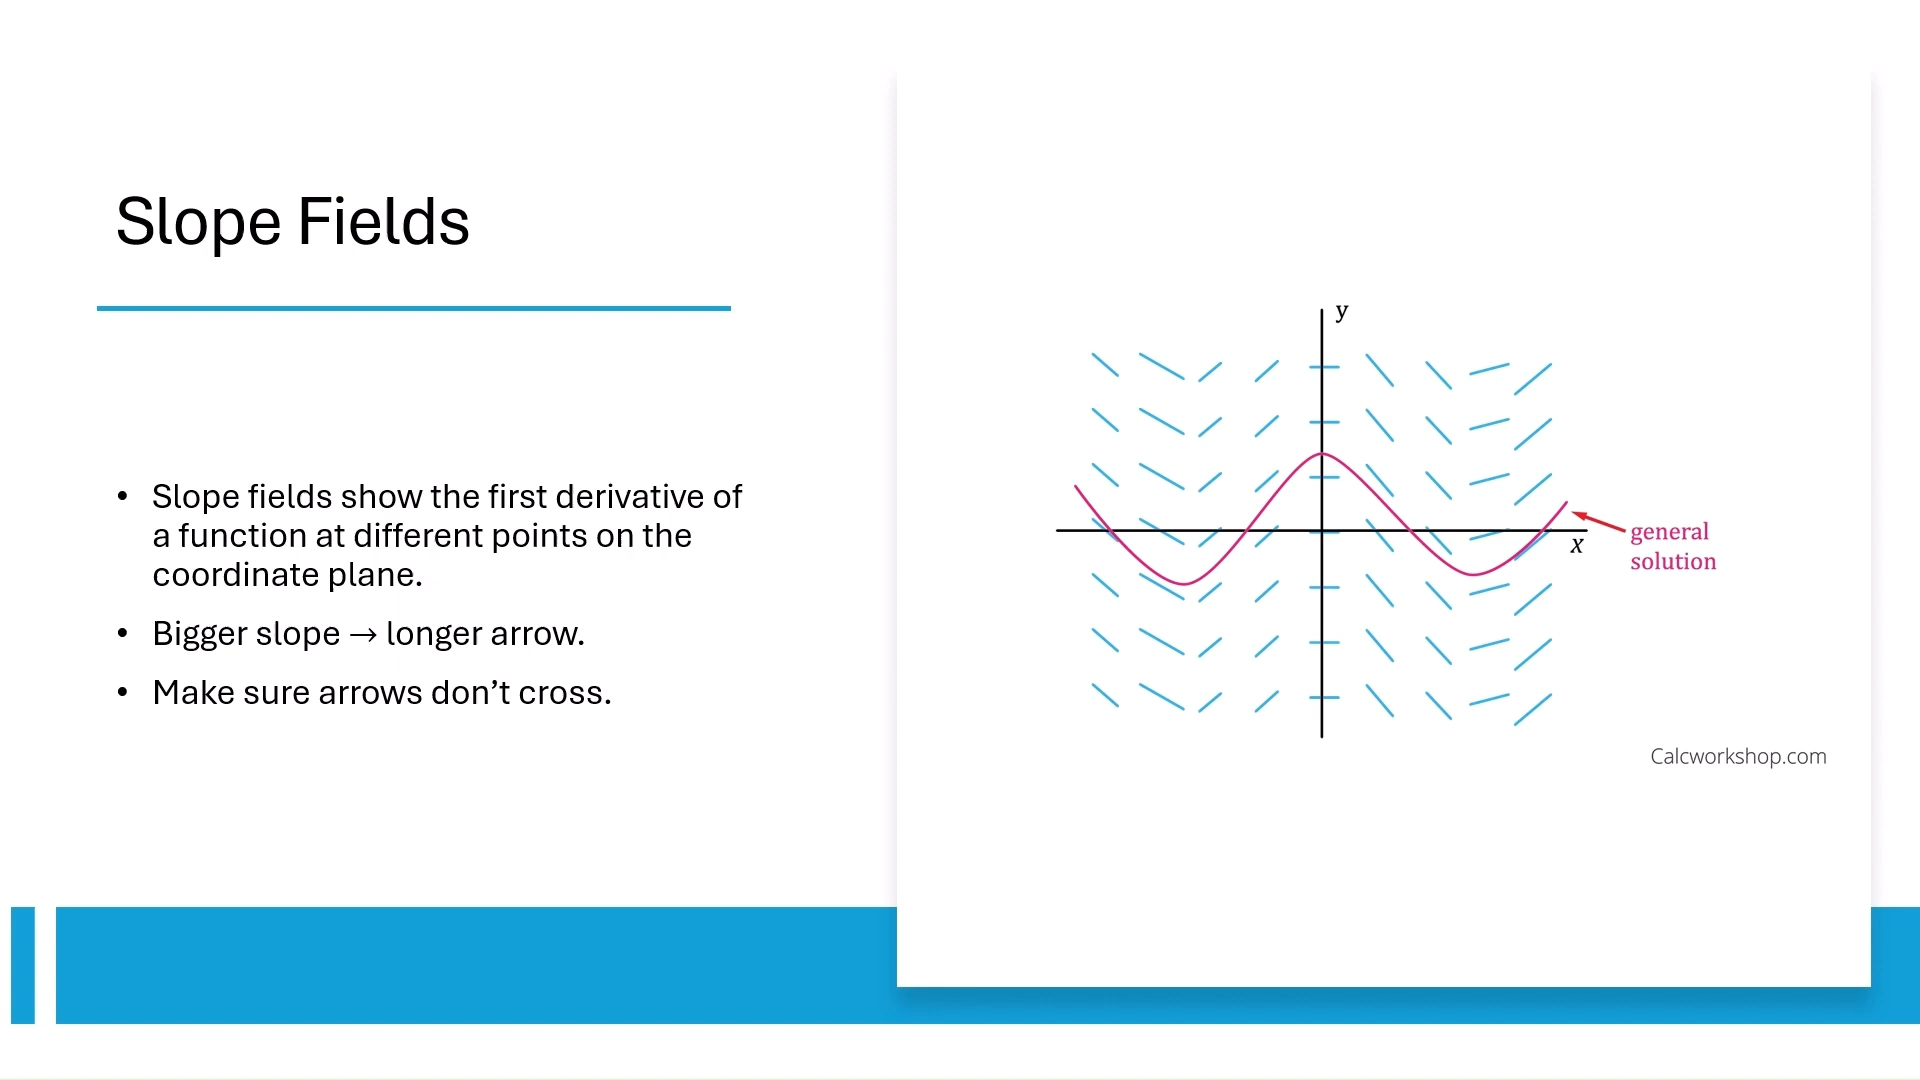 Slope Fields
• Slope fields show the first derivative of
a function at different points on the
coordinate plane.
• Bigger slope → longer arrow.
• Make sure arrows don’t cross.
y
x
general
solution
Calcworkshop.com